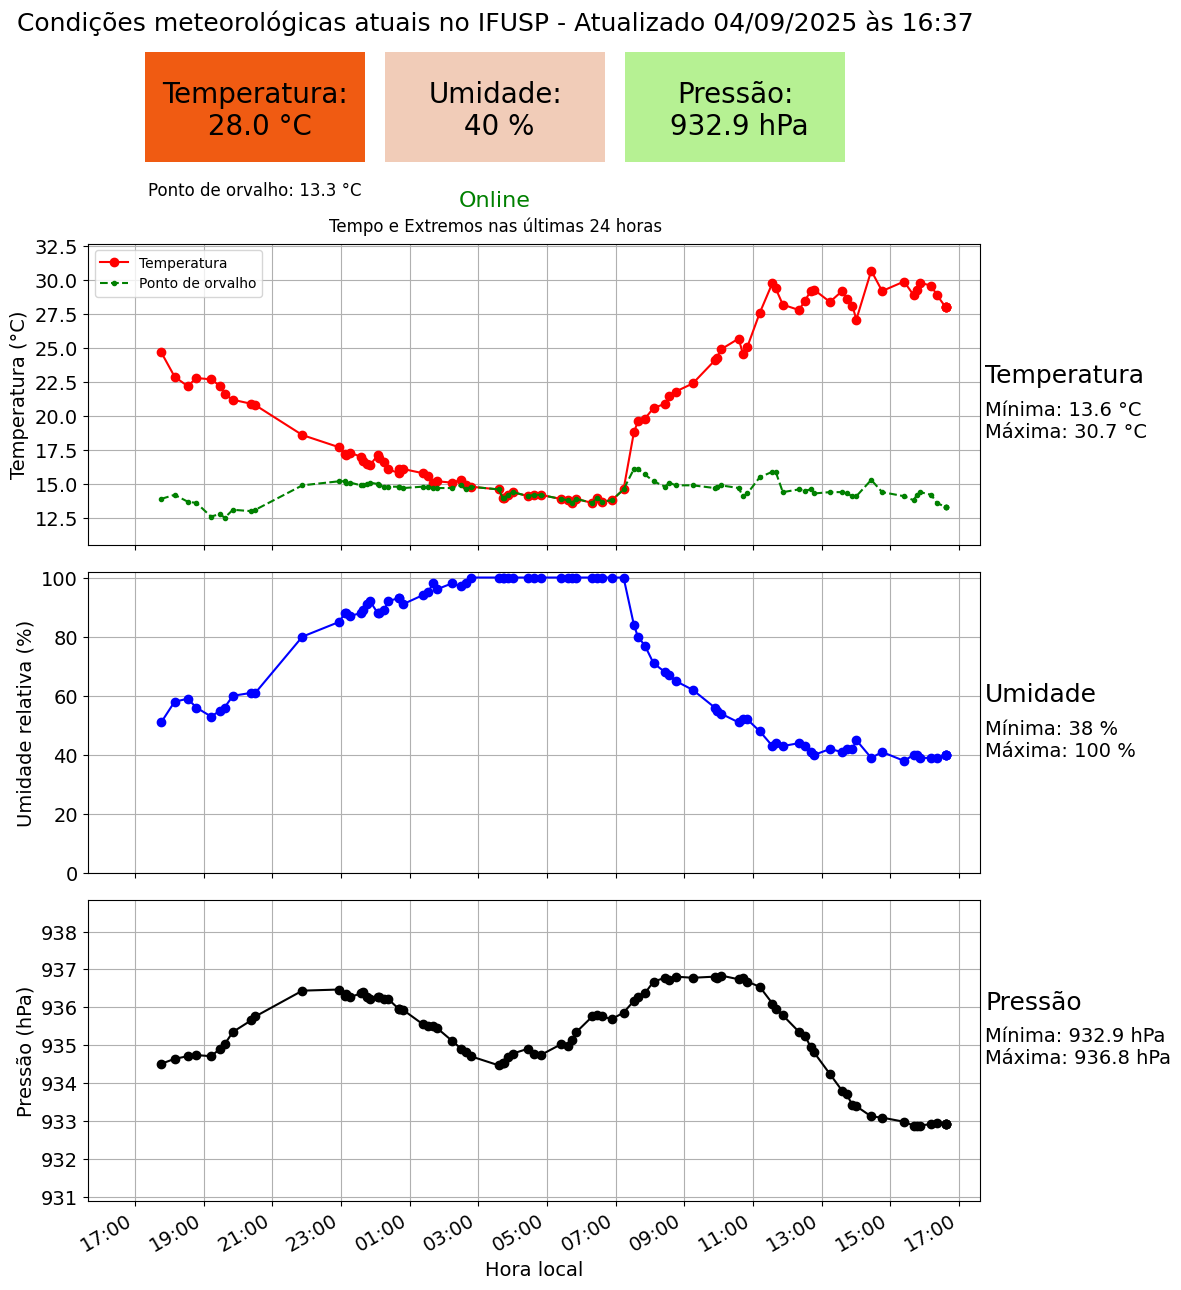 Condições meteorológicas atuais no IFUSP - Atualizado 04/09/2025 às 16:37
Temperatura:
28.0 °C
Umidade:
40 %
Pressão:
932.9 hPa
Ponto de orvalho: 13.3 °C
Online
Tempo e Extremos nas últimas 24 horas
Temperatura
Ponto de orvalho
Temperatura (°C)
32.5
30.0
27.5
25.0
22.5
20.0
17.5
15.0
12.5
Temperatura
Mínima: 13.6 °C
Máxima: 30.7 °C
Umidade relativa (%)
100
80
60
40
20
0
Umidade
Mínima: 38 %
Máxima: 100 %
Pressão (hPa)
938
937
936
935
934
933
932
931
Pressão
Mínima: 932.9 hPa
Máxima: 936.8 hPa
17:00 19:00 21:00 23:00 01:00 03:00 05:00 07:00 09:00 11:00 13:00 15:00 17:00
Hora local